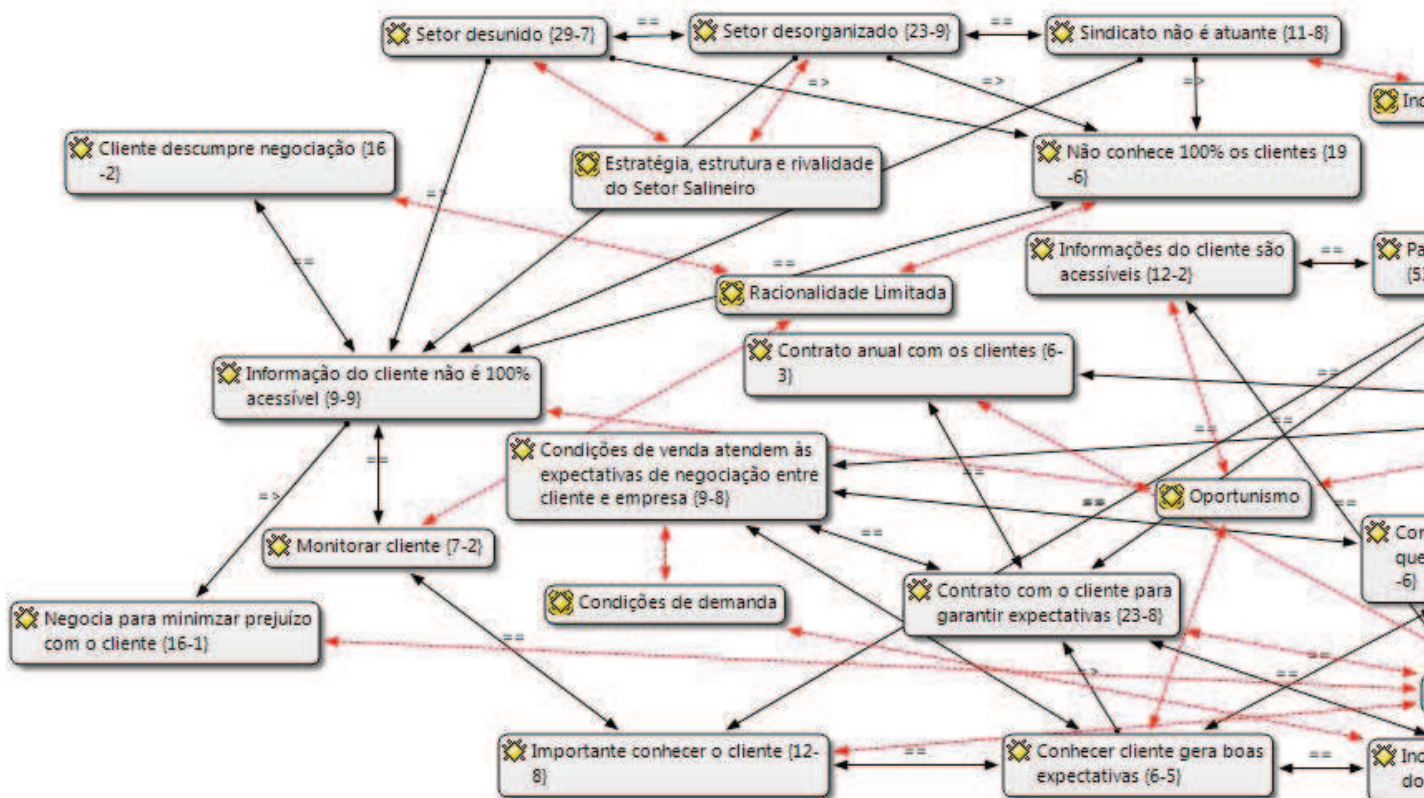 Setor desunido {29-7}
==
Setor desorganizado {23-9}
==
Sindicato não é atuante {11-8}
=>
=>
Cliente descumpre negociação {16
-2}
Estratégia, estrutura e rivalidade
do Setor Salineiro
Não conhece 100% os clientes {19
-6}
=>
==
==
Informações do cliente são
acessíveis {12-2}
==
Racionalidade Limitada
Contrato anual com os clientes {6-
3}
==
Informação do cliente não é 100%
acessível {9-9}
==
==
Condições de venda atendem às
expectativas de negociação entre
cliente e empresa {9-8}
==
==
=>
Oportunismo
==
==
==
Monitorar cliente {7-2}
que
-6}
Condições de demanda
Contrato com o cliente para
garantir expectativas {23-8}
Negocia para minimzar prejuízo
com o cliente {16-1}
==
==
=>
==
Importante conhecer o cliente {12-
8}
==
Conhecer cliente gera boas
expectativas {6-5}
==
do